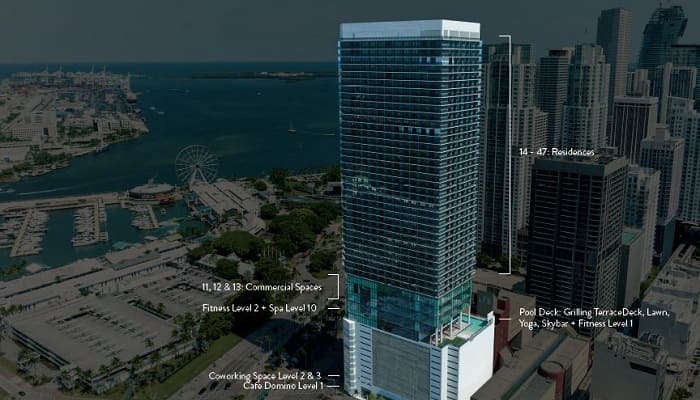 14 - 47: Residences
11, 12 & 13: Commercial Spaces
Fitness Level 2 + Spa Level 10
Pool Deck: Grilling TerraceDeck, Lawn,
Yoga, Skybar + Fitness Level 1
Coworking Space Level 2 & 3
Café Domino Level 1